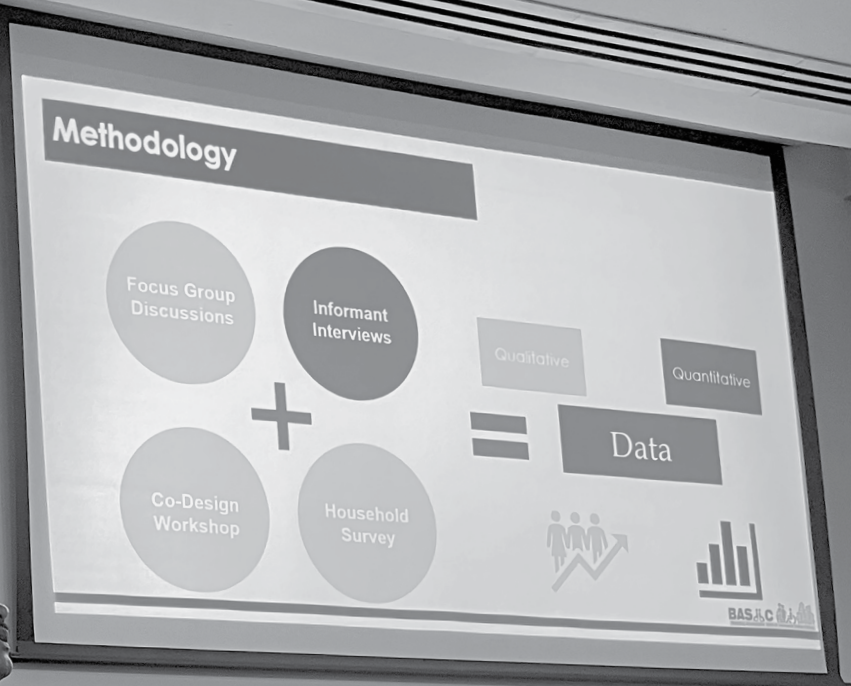 Methodology
Focus Group
Discussions
Informant
Interviews
Co-Design
Workshop
Household
Survey
Qualitative
Quantitative
Data